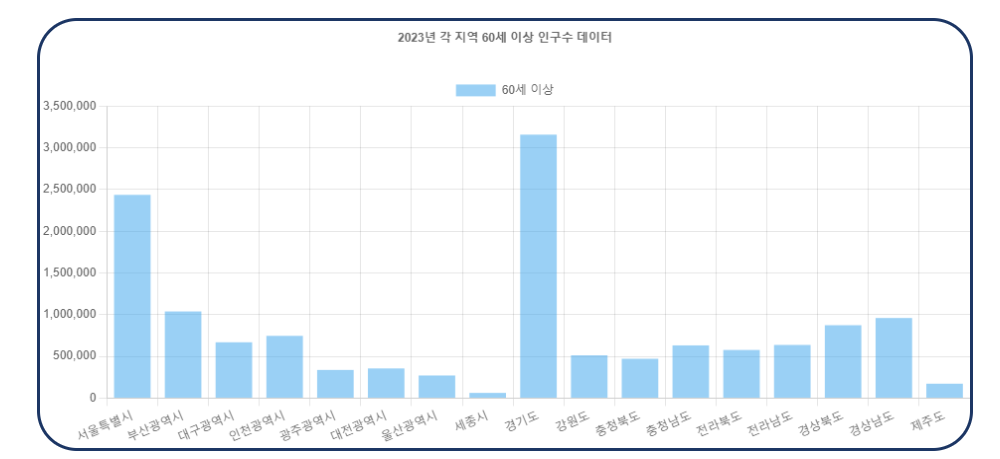 2023년 각 지역 60세 이상 인구수 데이터
60세 이상
3,500,000
3,000,000
2,500,000
2,000,000
1,500,000
1,000,000
500,000
0
서울특별시
부산광역시
대구광역시
인천광역시
광주광역시
대전광역시
울산광역시
세종시
경기도
강원도
충청북도
충청남도
전라북도
전라남도
경상북도
경상남도
제주도